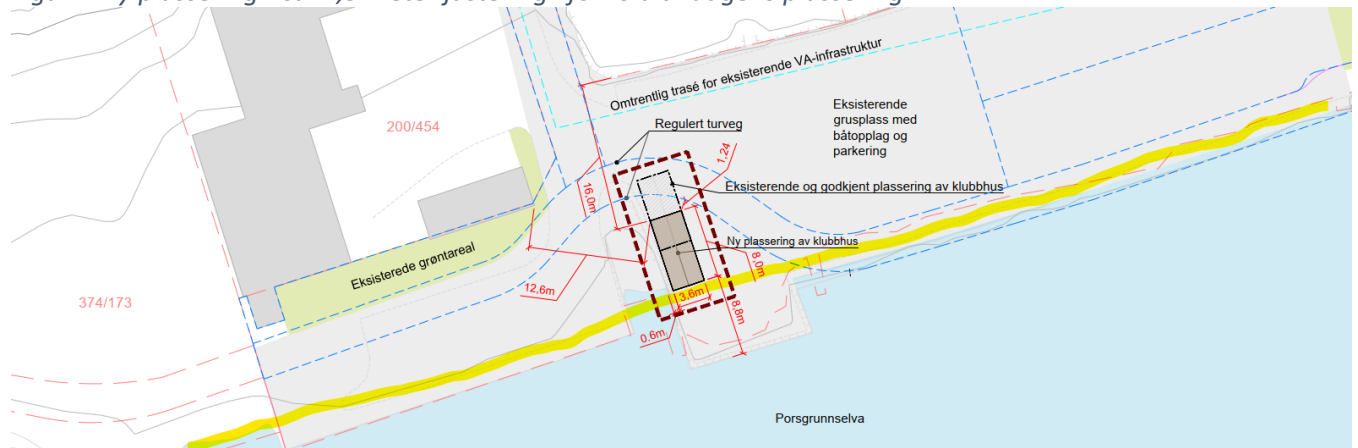 Omtrentlig trasé for eksisterende VA-infrastruktur
Regulert turveg
Eksisterende
grusplass med
båtopplag og
parkering
200/454
1,24
Eksisterende og godkjent plassering av klubbhus
16,0m
Ny plassering av klubbhus
Eksisterede grøntareal
8,0m
12,6m
3,6m
8,8m
374/173
0,6m
Porsgrunnselva